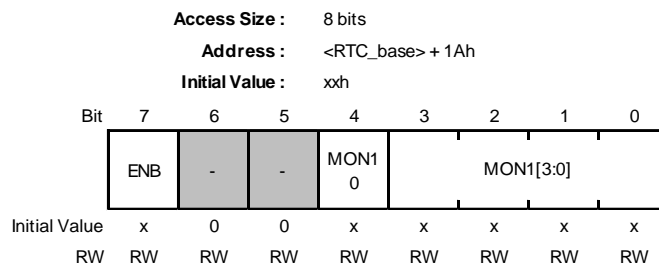 Access Size : 8 bits
Address : <RTC_base> + 1Ah
Initial Value : xxh
Bit 7 6 5 4 3 2 1 0
ENB - - MON1 0 MON1[3:0]
Initial Value x 0 0 x x x x x
RW RW RW RW RW RW RW RW RW